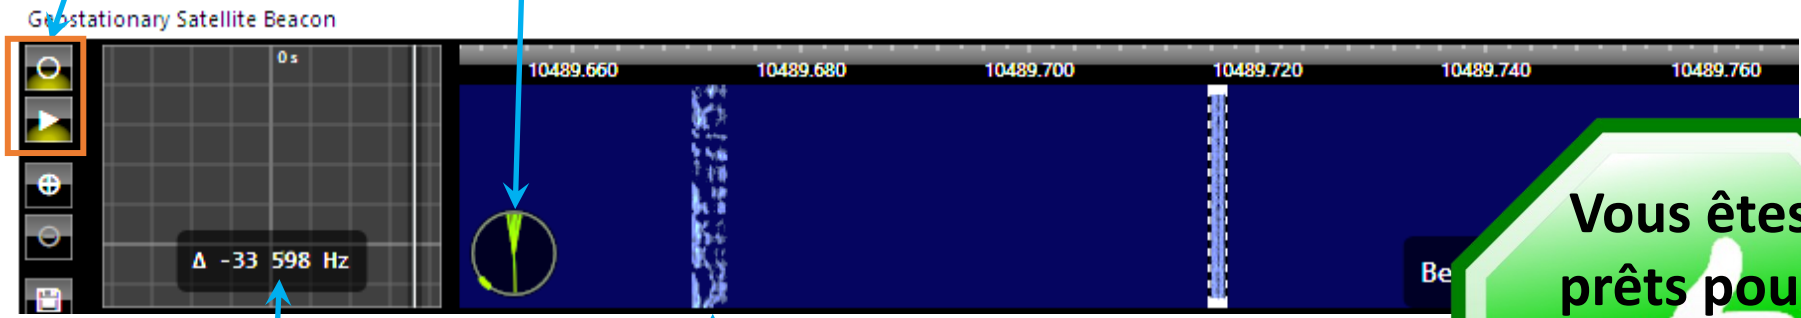 Geostationary Satellite Beacon
0 s
10489.660 10489.680 10489.700 10489.720 10489.740 10489.760
Δ -33 598 Hz
Be
Vous êtes
prêts pou